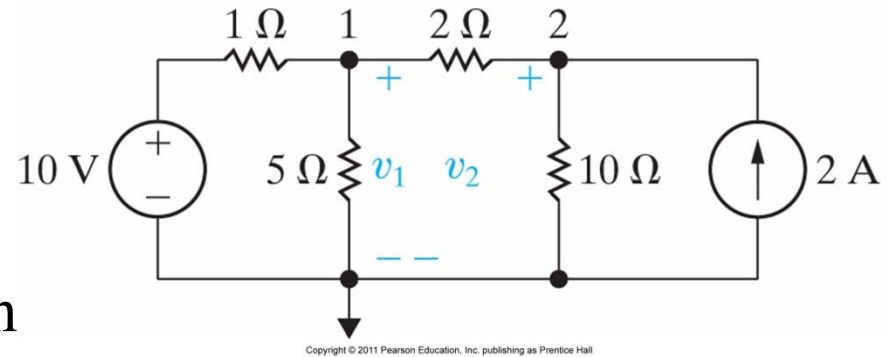 1 Ω 1 2 Ω 2
+ +
10 V + − 5 Ω v₁ v₂ 10 Ω 2 A
− −
Copyright © 2011 Pearson Education, Inc. publishing as Prentice Hall